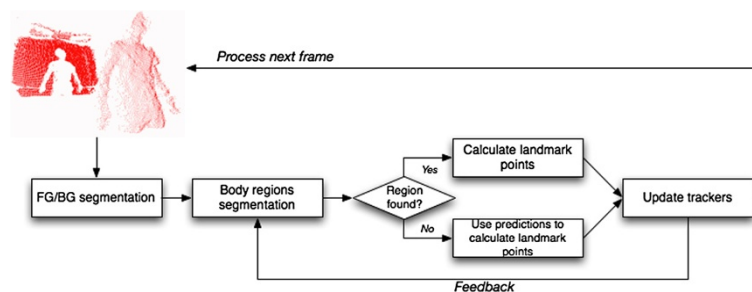 Process next frame
FG/BG segmentation
Body regions
segmentation
Region
found?
Yes
No
Calculate landmark
points
Use predictions to
calculate landmark
points
Update trackers
Feedback